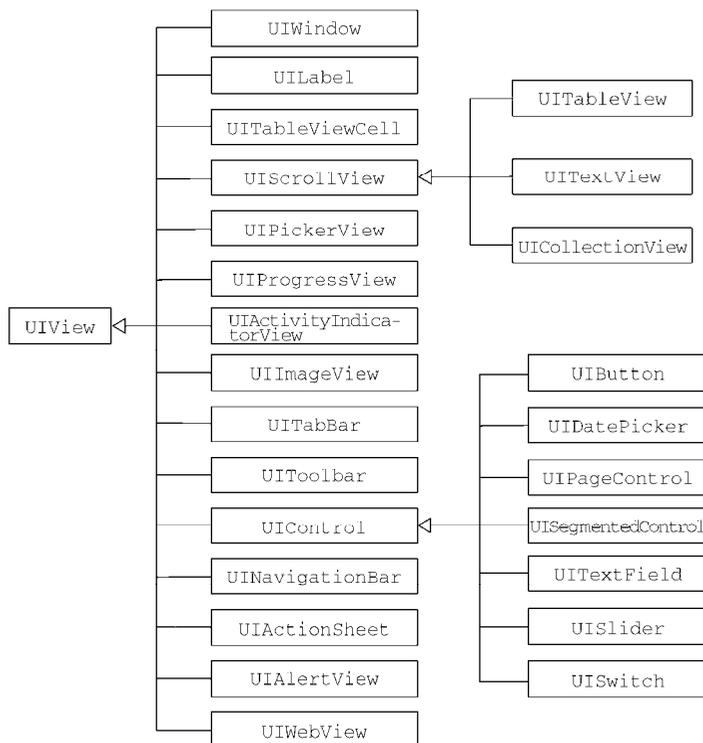 UIWindow
UILabel
UITableViewCell
UIScrollView
UIPickerView
UIProgressView
UIActivityIndica-
torView
UIImageView
UITabBar
UIToolbar
UIControl
UINavigationBar
UIActionSheet
UIAlertView
UIWebView
UIView
UITableView
UITextView
UICollectionView
UIButton
UIDatePicker
UIPageControl
UISegmentedControl
UITextField
UISlider
UISwitch